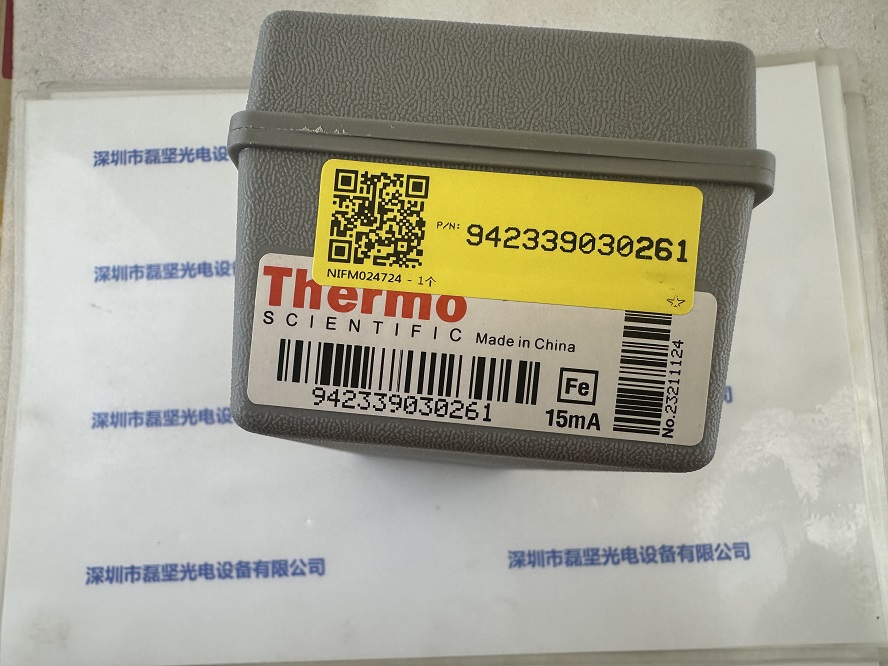 深圳市磊坚光电设
P/N: 942339030261
NIFM024724 - 1个
深圳市磊坚光电设
Thermo
SCIENTIFIC Made in China
942339030261
Fe
15mA
No.23211124
深圳市磊坚光电设
司
深圳市磊坚光电设备有限公司
深圳市磊坚光电设备有限公司